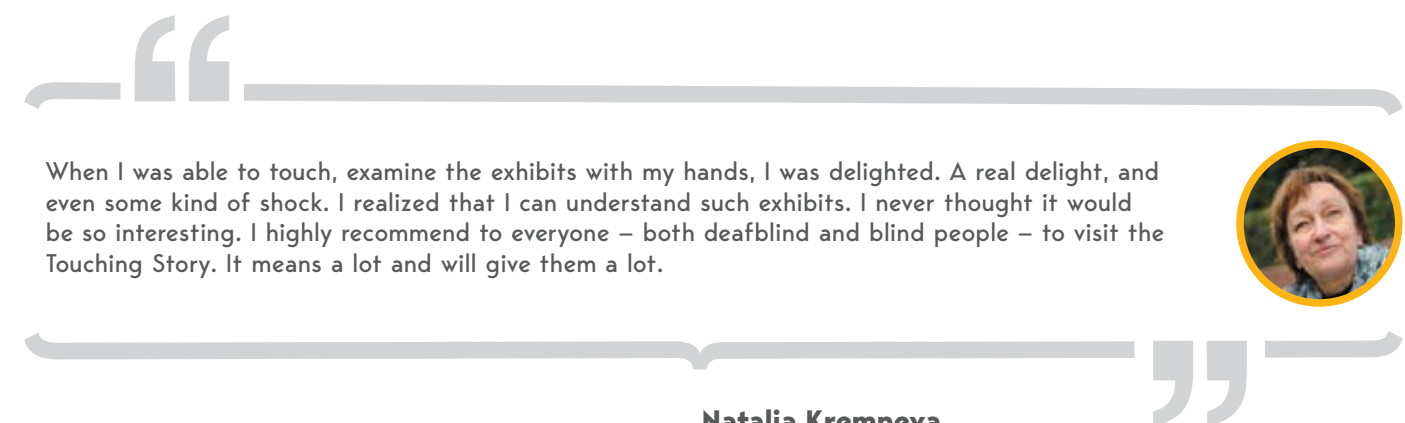 When I was able to touch, examine the exhibits with my hands, I was delighted. A real delight, and
even some kind of shock. I realized that I can understand such exhibits. I never thought it would
be so interesting. I highly recommend to everyone – both deafblind and blind people – to visit the
Touching Story. It means a lot and will give them a lot.
Natalia Kremneva